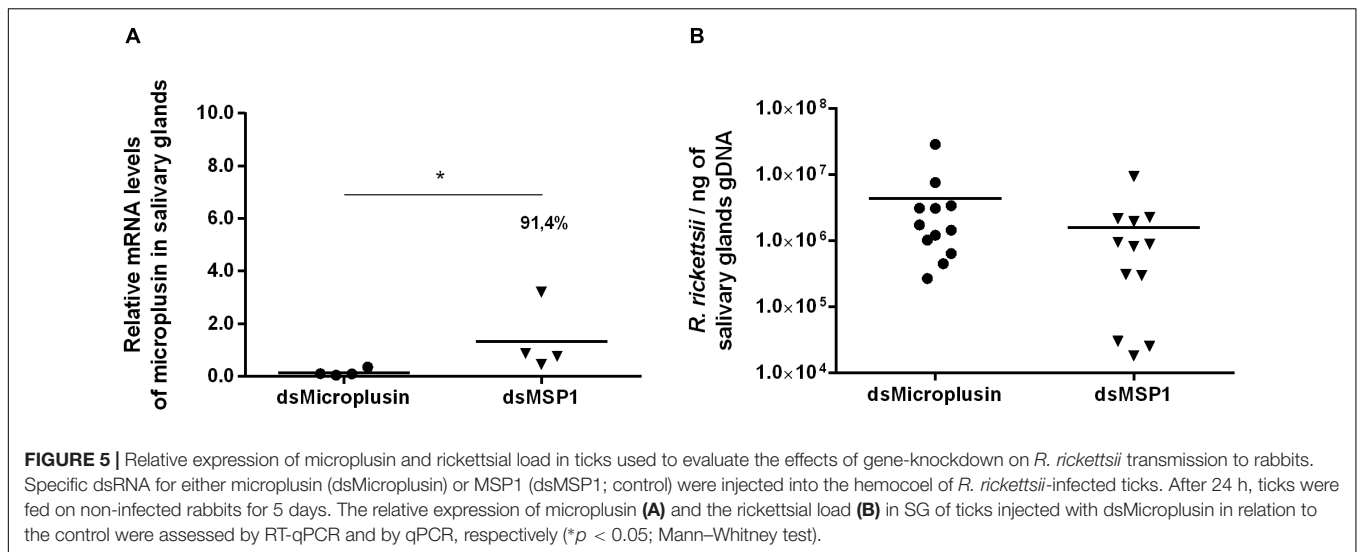 A
Relative mRNA levels
of microplusin in salivary glands
10.0
8.0
6.0
4.0
2.0
0.0
*
91,4%
dsMicroplusin
dsMSP1
B
R. rickettsii / ng of
salivary glands gDNA
1.0×10⁸
1.0×10⁷
1.0×10⁶
1.0×10⁵
1.0×10⁴
dsMicroplusin
dsMSP1
FIGURE 5 | Relative expression of microplusin and rickettsial load in ticks used to evaluate the effects of gene-knockdown on R. rickettsii transmission to rabbits.
Specific dsRNA for either microplusin (dsMicroplusin) or MSP1 (dsMSP1; control) were injected into the hemocoel of R. rickettsii-infected ticks. After 24 h, ticks were
fed on non-infected rabbits for 5 days. The relative expression of microplusin (A) and the rickettsial load (B) in SG of ticks injected with dsMicroplusin in relation to
the control were assessed by RT-qPCR and by qPCR, respectively (*p < 0.05; Mann–Whitney test).